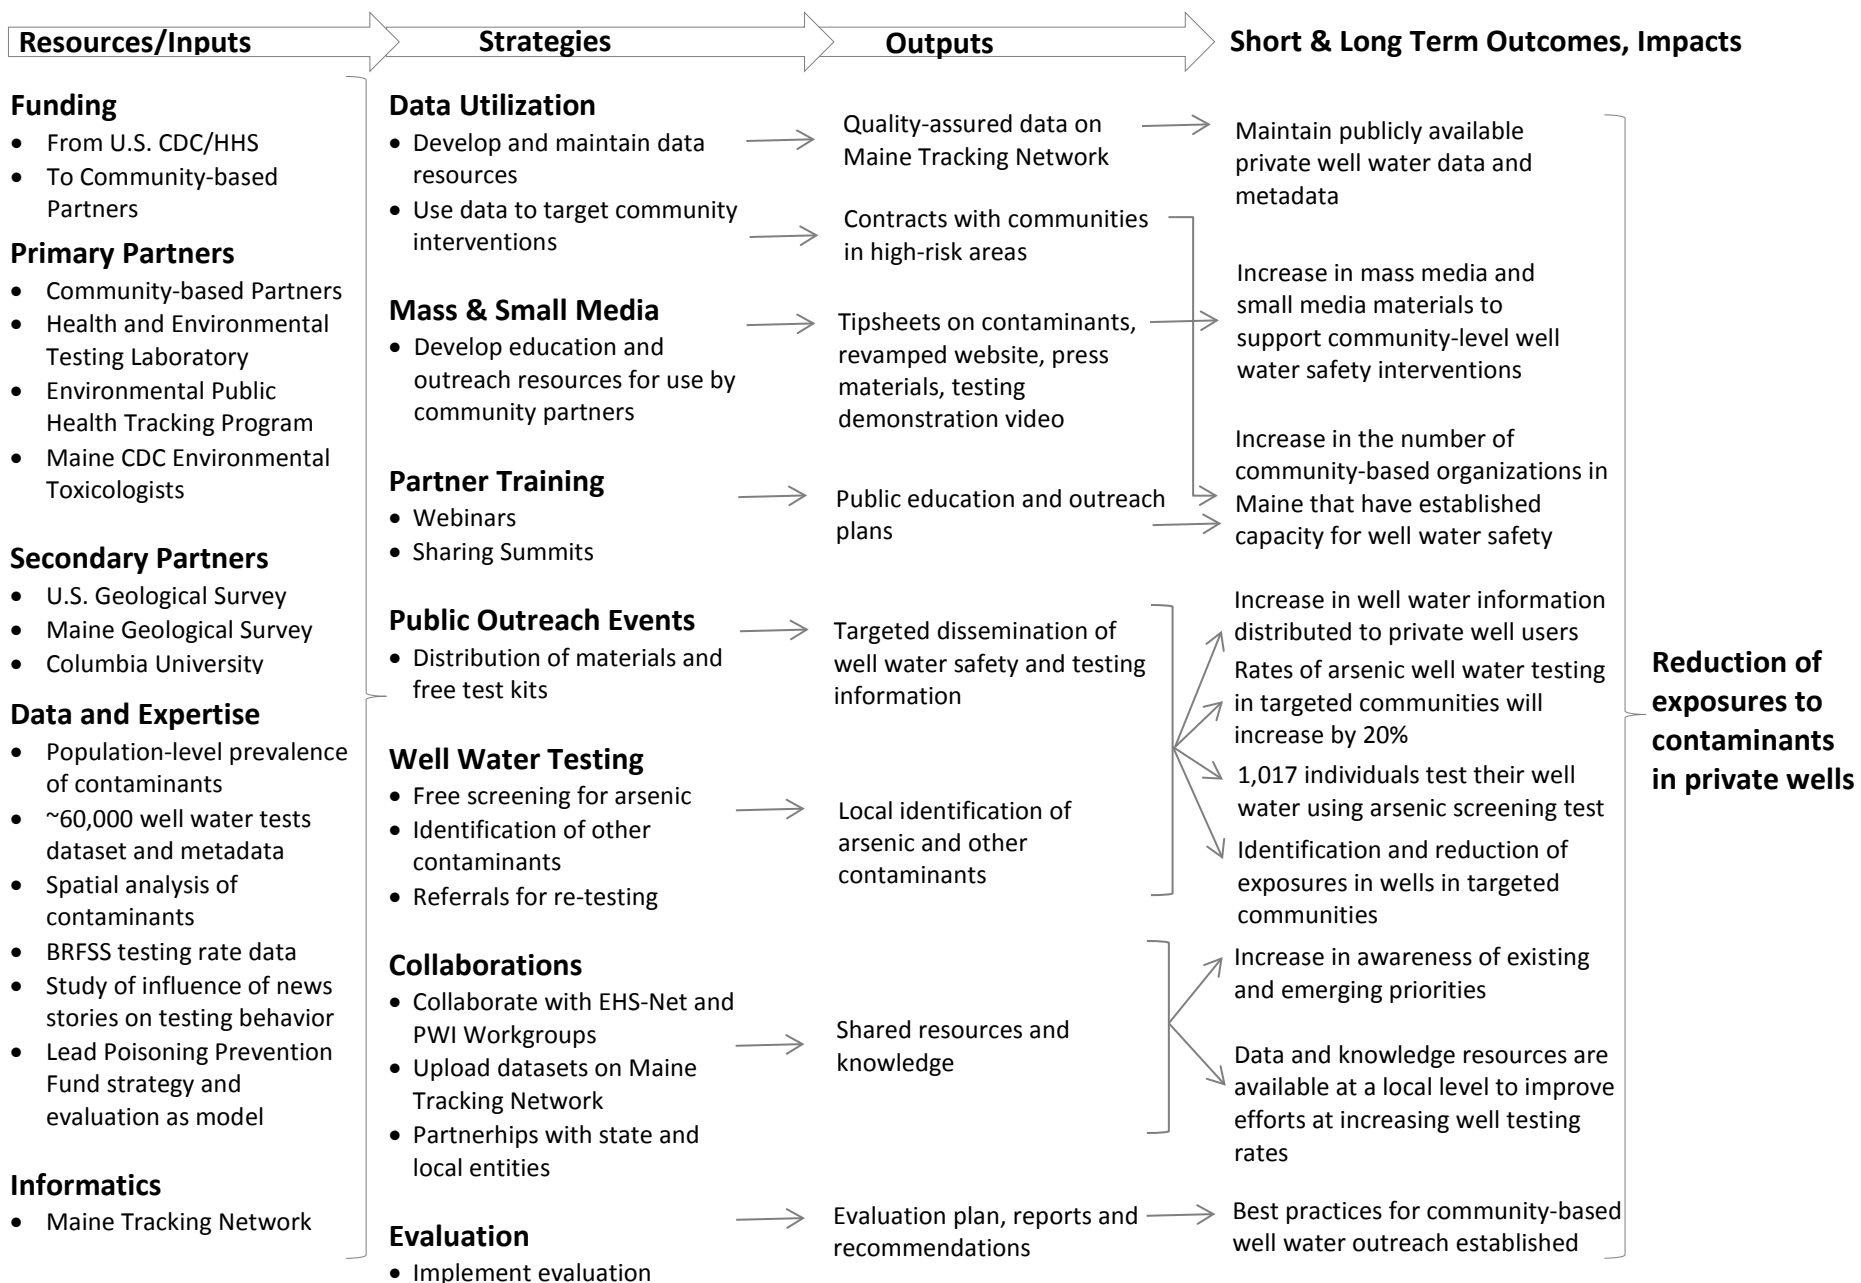 Resources/Inputs
Strategies
Outputs
Short & Long Term Outcomes, Impacts
Funding
• From U.S. CDC/HHS
• To Community-based
Partners
Primary Partners
• Community-based Partners
• Health and Environmental
Testing Laboratory
• Environmental Public
Health Tracking Program
• Maine CDC Environmental
Toxicologists
Secondary Partners
• U.S. Geological Survey
• Maine Geological Survey
• Columbia University
Data and Expertise
• Population-level prevalence
of contaminants
• ~60,000 well water tests
dataset and metadata
• Spatial analysis of
contaminants
• BRFSS testing rate data
• Study of influence of news
stories on testing behavior
• Lead Poisoning Prevention
Fund strategy and
evaluation as model
Informatics
• Maine Tracking Network
Data Utilization
• Develop and maintain data
resources
• Use data to target community
interventions
Mass & Small Media
• Develop education and
outreach resources for use by
community partners
Partner Training
• Webinars
• Sharing Summits
Public Outreach Events
• Distribution of materials and
free test kits
Well Water Testing
• Free screening for arsenic
• Identification of other
contaminants
• Referrals for re-testing
Collaborations
• Collaborate with EHS-Net and
PWI Workgroups
• Upload datasets on Maine
Tracking Network
• Partnerhips with state and
local entities
Evaluation
• Implement evaluation
Quality-assured data on
Maine Tracking Network
Contracts with communities
in high-risk areas
Tipsheets on contaminants,
revamped website, press
materials, testing
demonstration video
Public education and outreach
plans
Targeted dissemination of
well water safety and testing
information
Local identification of
arsenic and other
contaminants
Shared resources and
knowledge
Evaluation plan, reports and
recommendations
Maintain publicly available
private well water data and
metadata
Increase in mass media and
small media materials to
support community-level well
water safety interventions
Increase in the number of
community-based organizations in
Maine that have established
capacity for well water safety
Increase in well water information
distributed to private well users
Rates of arsenic well water testing
in targeted communities will
increase by 20%
1,017 individuals test their well
water using arsenic screening test
Identification and reduction of
exposures in wells in targeted
communities
Increase in awareness of existing
and emerging priorities
Data and knowledge resources are
available at a local level to improve
efforts at increasing well testing
rates
Best practices for community-based
well water outreach established
Reduction of
exposures to
contaminants
in private wells